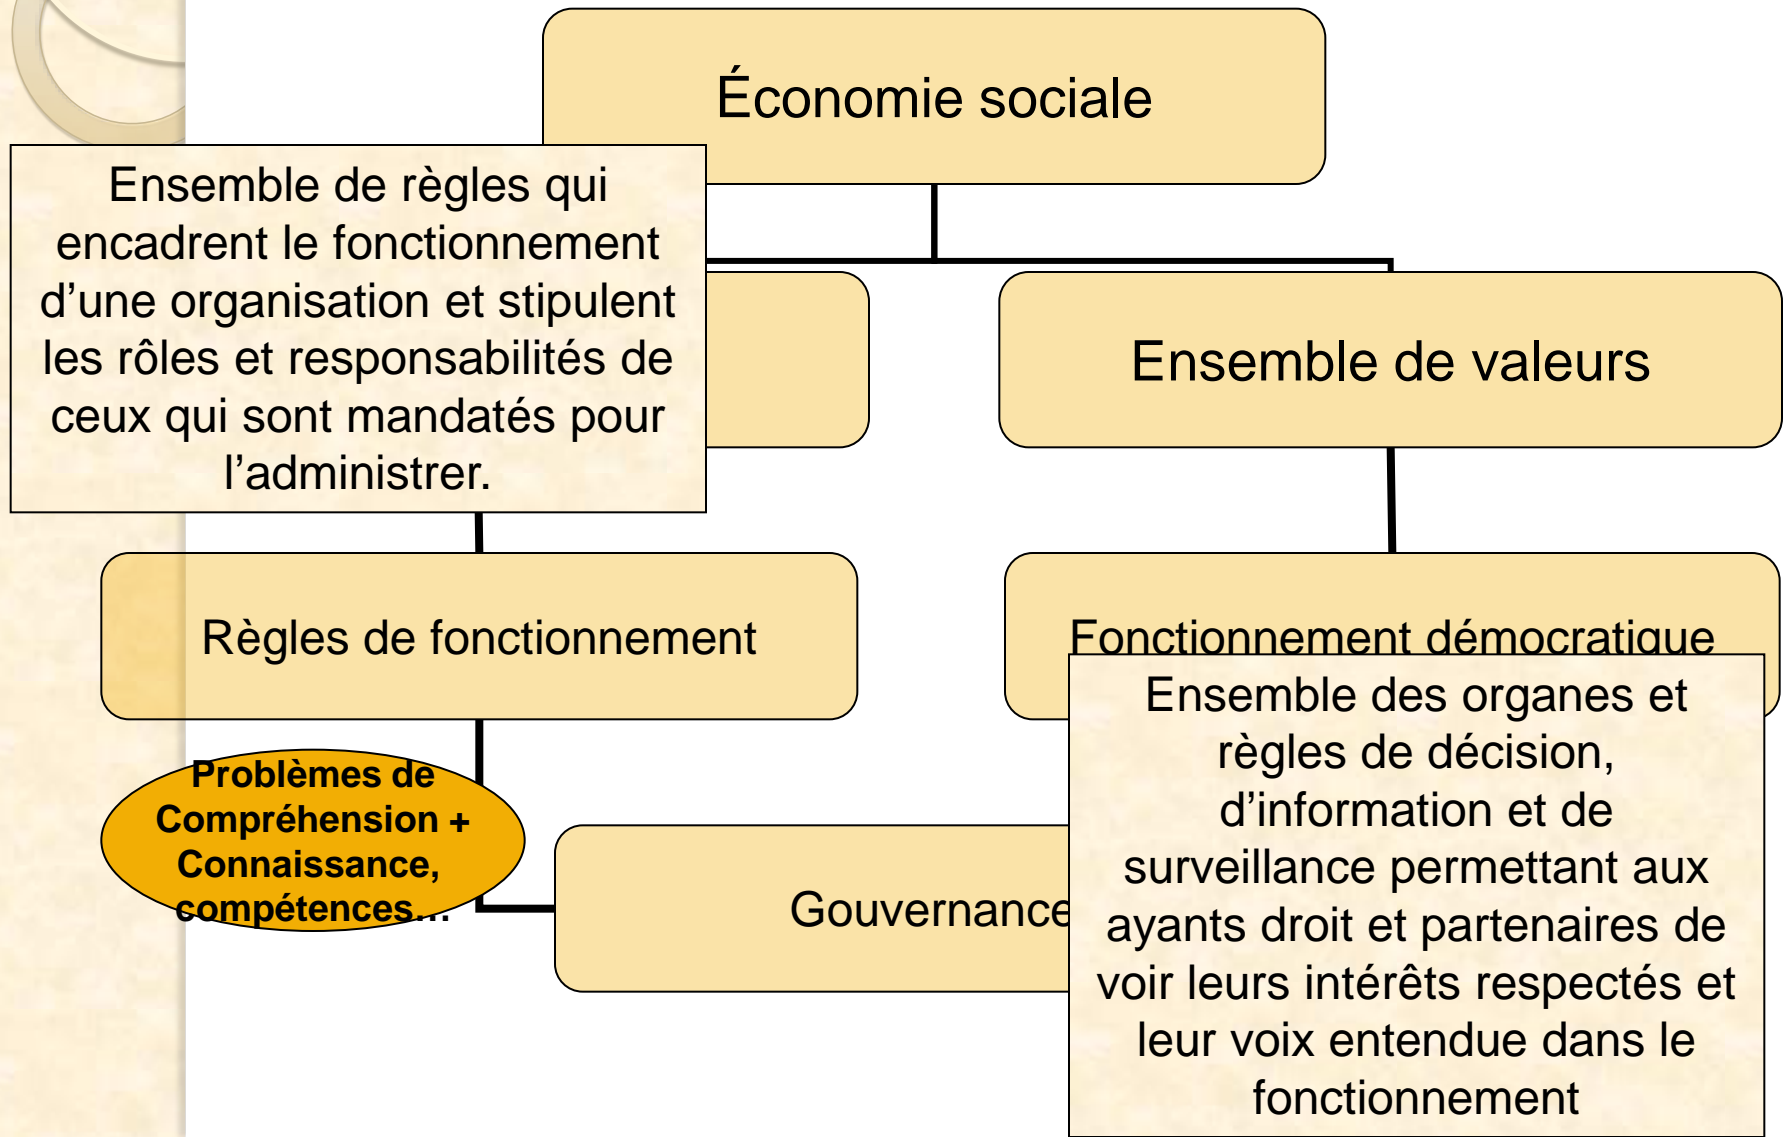 Économie sociale
Ensemble de règles qui
encadrent le fonctionnement
d’une organisation et stipulent
les rôles et responsabilités de
ceux qui sont mandatés pour
l’administrer.
Ensemble de valeurs
Règles de fonctionnement
Fonctionnement démocratique
Problèmes de
Compréhension +
Connaissance,
compétences…
Gouvernance
Ensemble des organes et
règles de décision,
d’information et de
surveillance permettant aux
ayants droit et partenaires de
voir leurs intérêts respectés et
leur voix entendue dans le
fonctionnement